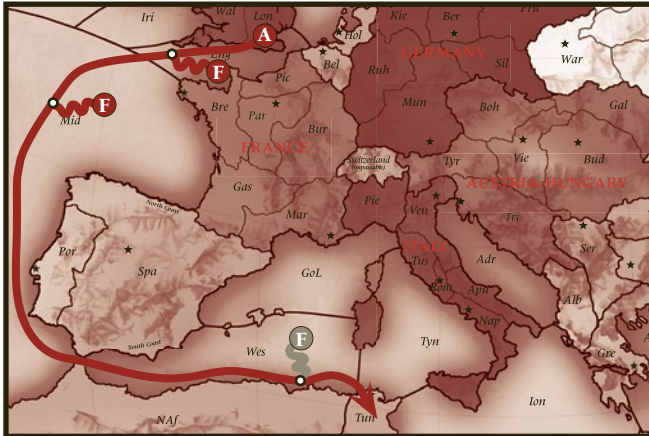 Iri
Wal
Lon
A
Hol
Kie
Ber
Eng
F
Bel
GERMANY
War
Pic
Ruh
Sil
Bre
Par
Mun
Boh
Gal
F
Mid
Bur
FRANCE
Switzerland
(impassable)
Tyr
Vie
Bud
AUSTRIA-HUNGARY
Gas
Mar
Pie
Ven
Tri
North Coast
Por
Spa
GoL
ITALY
Tus
Rom
Adr
Apu
Nap
Ser
Alb
South Coast
Wes
F
Tyn
Gre
NAf
Tun
Ion